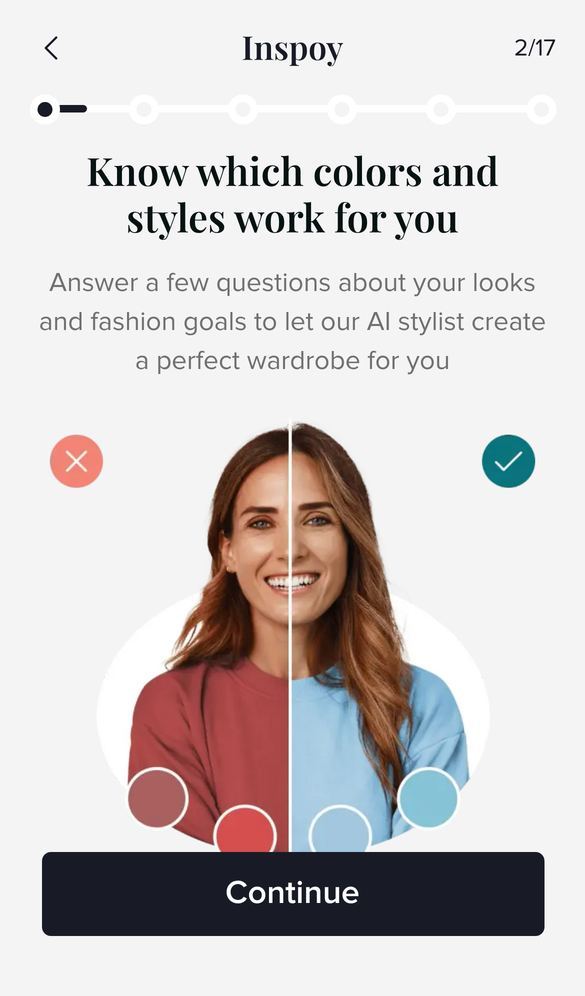 Inspoy
2/17
Know which colors and
styles work for you
Answer a few questions about your looks
and fashion goals to let our AI stylist create
a perfect wardrobe for you
Continue